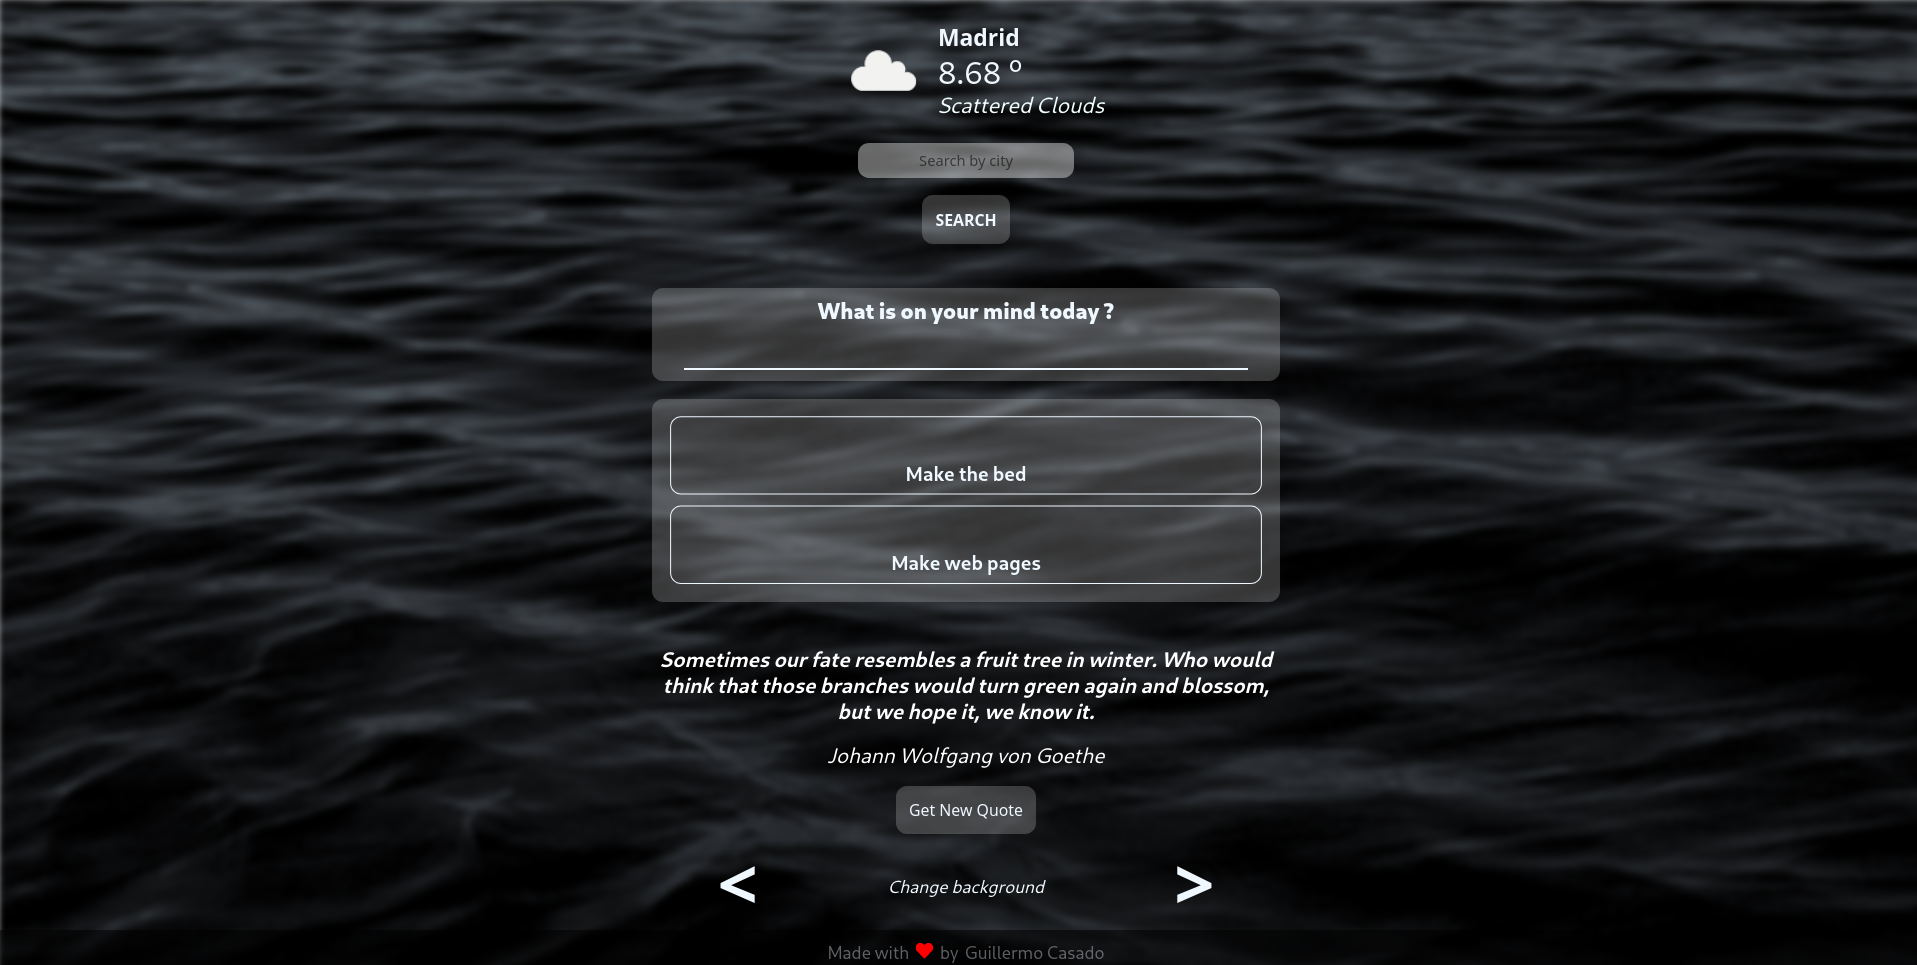 Madrid
8.68 º
Scattered Clouds
Search by city
SEARCH
What is on your mind today ?
Make the bed
Make web pages
Sometimes our fate resembles a fruit tree in winter. Who would
think that those branches would turn green again and blossom,
but we hope it, we know it.
Johann Wolfgang von Goethe
Get New Quote
< Change background >
Made with ❤ by Guillermo Casado